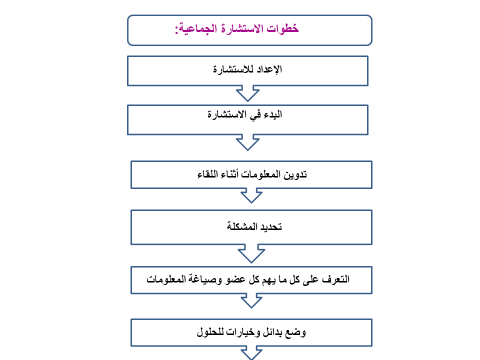 خطوات الاستشارة الجماعية:
الإعداد للاستشارة
البدء في الاستشارة
تدوين المعلومات أثناء اللقاء
تحديد المشكلة
التعرف على كل ما يهم كل عضو وصياغة المعلومات
وضع بدائل وخيارات للحلول